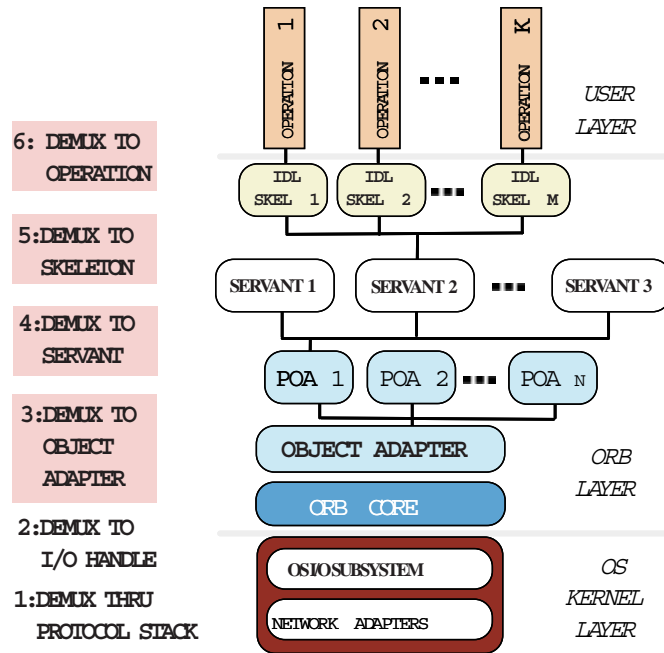 OPERATION 1
OPERATION 2
OPERATION K
USER
LAYER
6: DEMUX TO
OPERATION
IDL
SKEL 1
IDL
SKEL 2
IDL
SKEL M
5:DEMUX TO
SKELETON
SERVANT 1
SERVANT 2
SERVANT 3
4:DEMUX TO
SERVANT
POA 1
POA 2
POA N
3:DEMUX TO
OBJECT
ADAPTER
OBJECT ADAPTER
ORB
LAYER
ORB CORE
2:DEMUX TO
I/O HANDLE
OS I/O SUBSYSTEM
OS
KERNEL
LAYER
1:DEMUX THRU
PROTOCOL STACK
NETWORK ADAPTERS